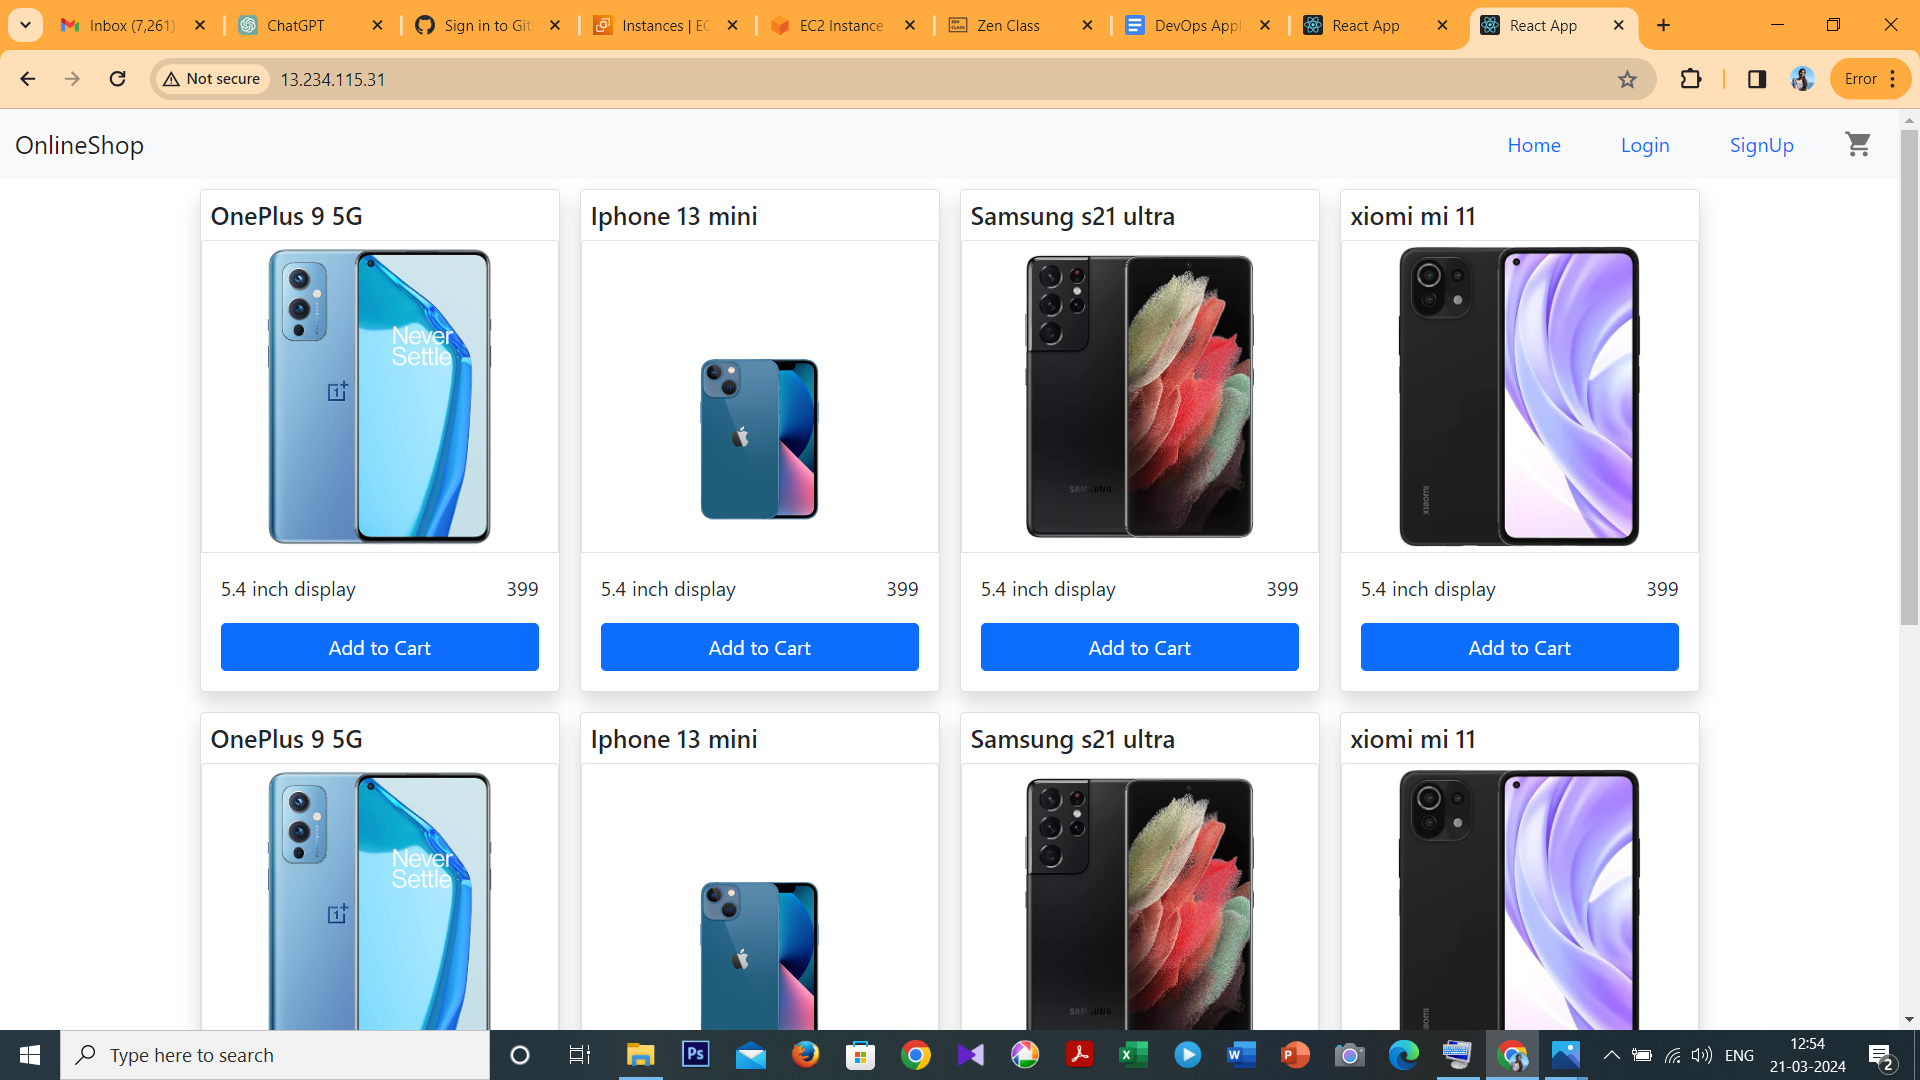 Inbox (7,261)
ChatGPT
Sign in to Git
Instances | EC
EC2 Instance
Zen Class
DevOps Appl
React App
React App
Not secure
13.234.115.31
Error
OnlineShop
Home
Login
SignUp
OnePlus 9 5G
Iphone 13 mini
Samsung s21 ultra
xiomi mi 11
Never
Settle
SAMSUNG
xiaomi
5.4 inch display 399
5.4 inch display 399
5.4 inch display 399
5.4 inch display 399
Add to Cart
Add to Cart
Add to Cart
Add to Cart
OnePlus 9 5G
Iphone 13 mini
Samsung s21 ultra
xiomi mi 11
Never
Settle
SAMSUNG
xiaomi
Type here to search
Ps
ENG
12:54
21-03-2024
2